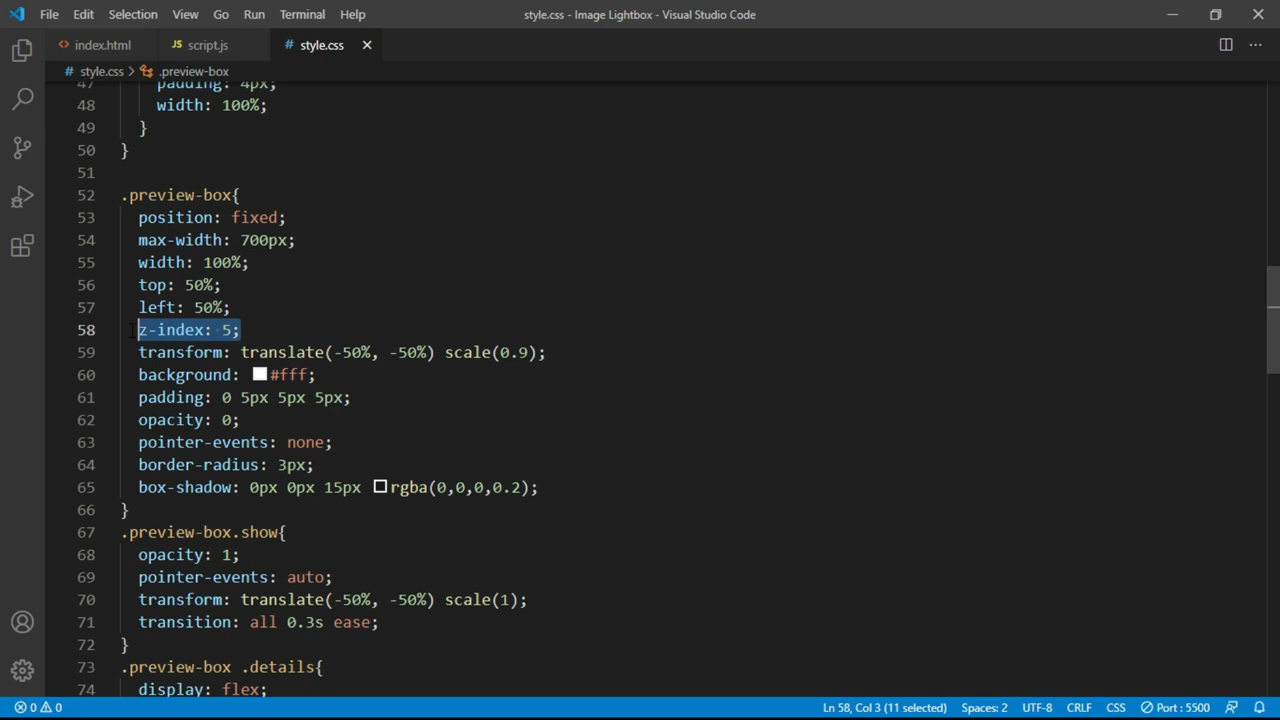 File Edit Selection View Go Run Terminal Help
style.css - Image Lightbox - Visual Studio Code
index.html
JS script.js
# style.css
# style.css > .preview-box
47 padding: 4px;
48 width: 100%;
49 }
50 }
51
52 .preview-box{
53 position: fixed;
54 max-width: 700px;
55 width: 100%;
56 top: 50%;
57 left: 50%;
58 z-index: 5;
59 transform: translate(-50%, -50%) scale(0.9);
60 background: #fff;
61 padding: 0 5px 5px 5px;
62 opacity: 0;
63 pointer-events: none;
64 border-radius: 3px;
65 box-shadow: 0px 0px 15px rgba(0,0,0,0.2);
66 }
67 .preview-box.show{
68 opacity: 1;
69 pointer-events: auto;
70 transform: translate(-50%, -50%) scale(1);
71 transition: all 0.3s ease;
72 }
73 .preview-box .details{
74 display: flex;
0 0 Ln 58, Col 3 (11 selected) Spaces: 2 UTF-8 CRLF CSS Port : 5500